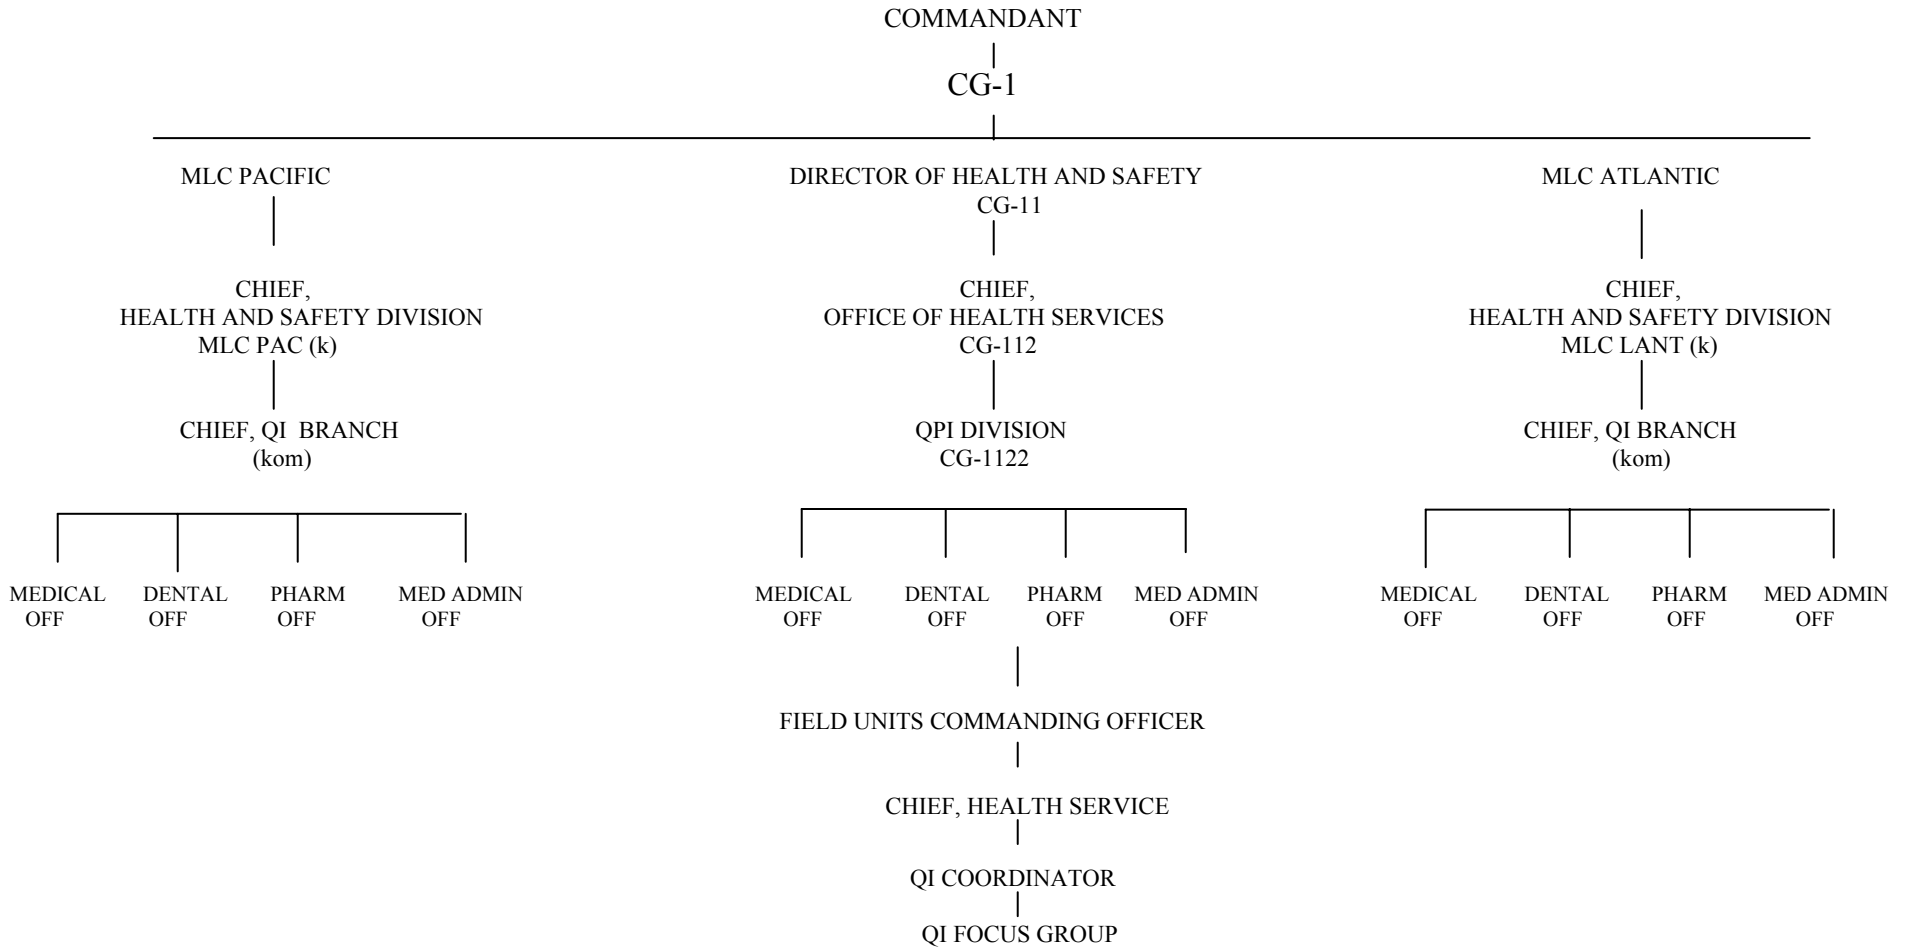 COMMANDANT
CG-1
MLC PACIFIC
DIRECTOR OF HEALTH AND SAFETY
CG-11
MLC ATLANTIC
CHIEF,
HEALTH AND SAFETY DIVISION
MLC PAC (k)
CHIEF,
OFFICE OF HEALTH SERVICES
CG-112
CHIEF,
HEALTH AND SAFETY DIVISION
MLC LANT (k)
CHIEF, QI BRANCH
(kom)
QPI DIVISION
CG-1122
CHIEF, QI BRANCH
(kom)
MEDICAL
OFF
DENTAL
OFF
PHARM
OFF
MED ADMIN
OFF
MEDICAL
OFF
DENTAL
OFF
PHARM
OFF
MED ADMIN
OFF
MEDICAL
OFF
DENTAL
OFF
PHARM
OFF
MED ADMIN
OFF
FIELD UNITS COMMANDING OFFICER
CHIEF, HEALTH SERVICE
QI COORDINATOR
QI FOCUS GROUP